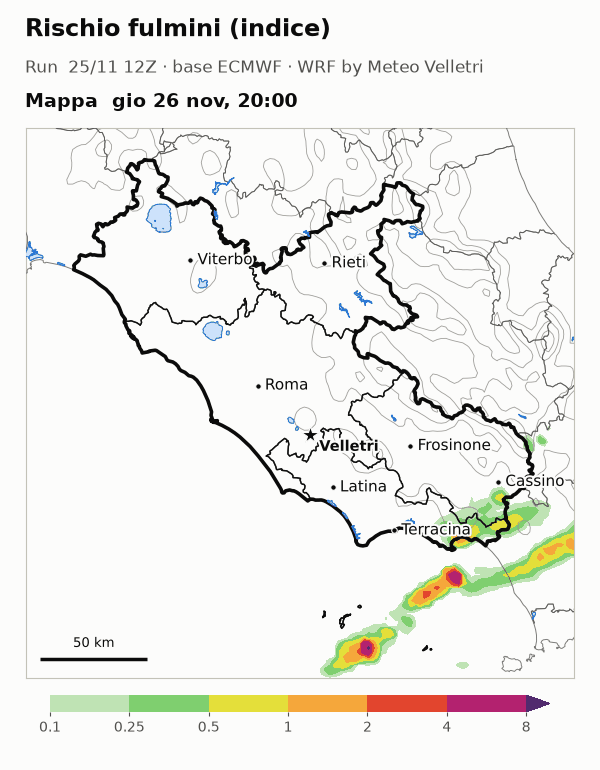 Rischio fulmini (indice)
Run  25/11 12Z · base ECMWF · WRF by Meteo Velletri
Mappa  gio 26 nov, 20:00
Viterbo
Rieti
Roma
Velletri
Frosinone
Cassino
Latina
Terracina
50 km
0.1 0.25 0.5 1 2 4 8